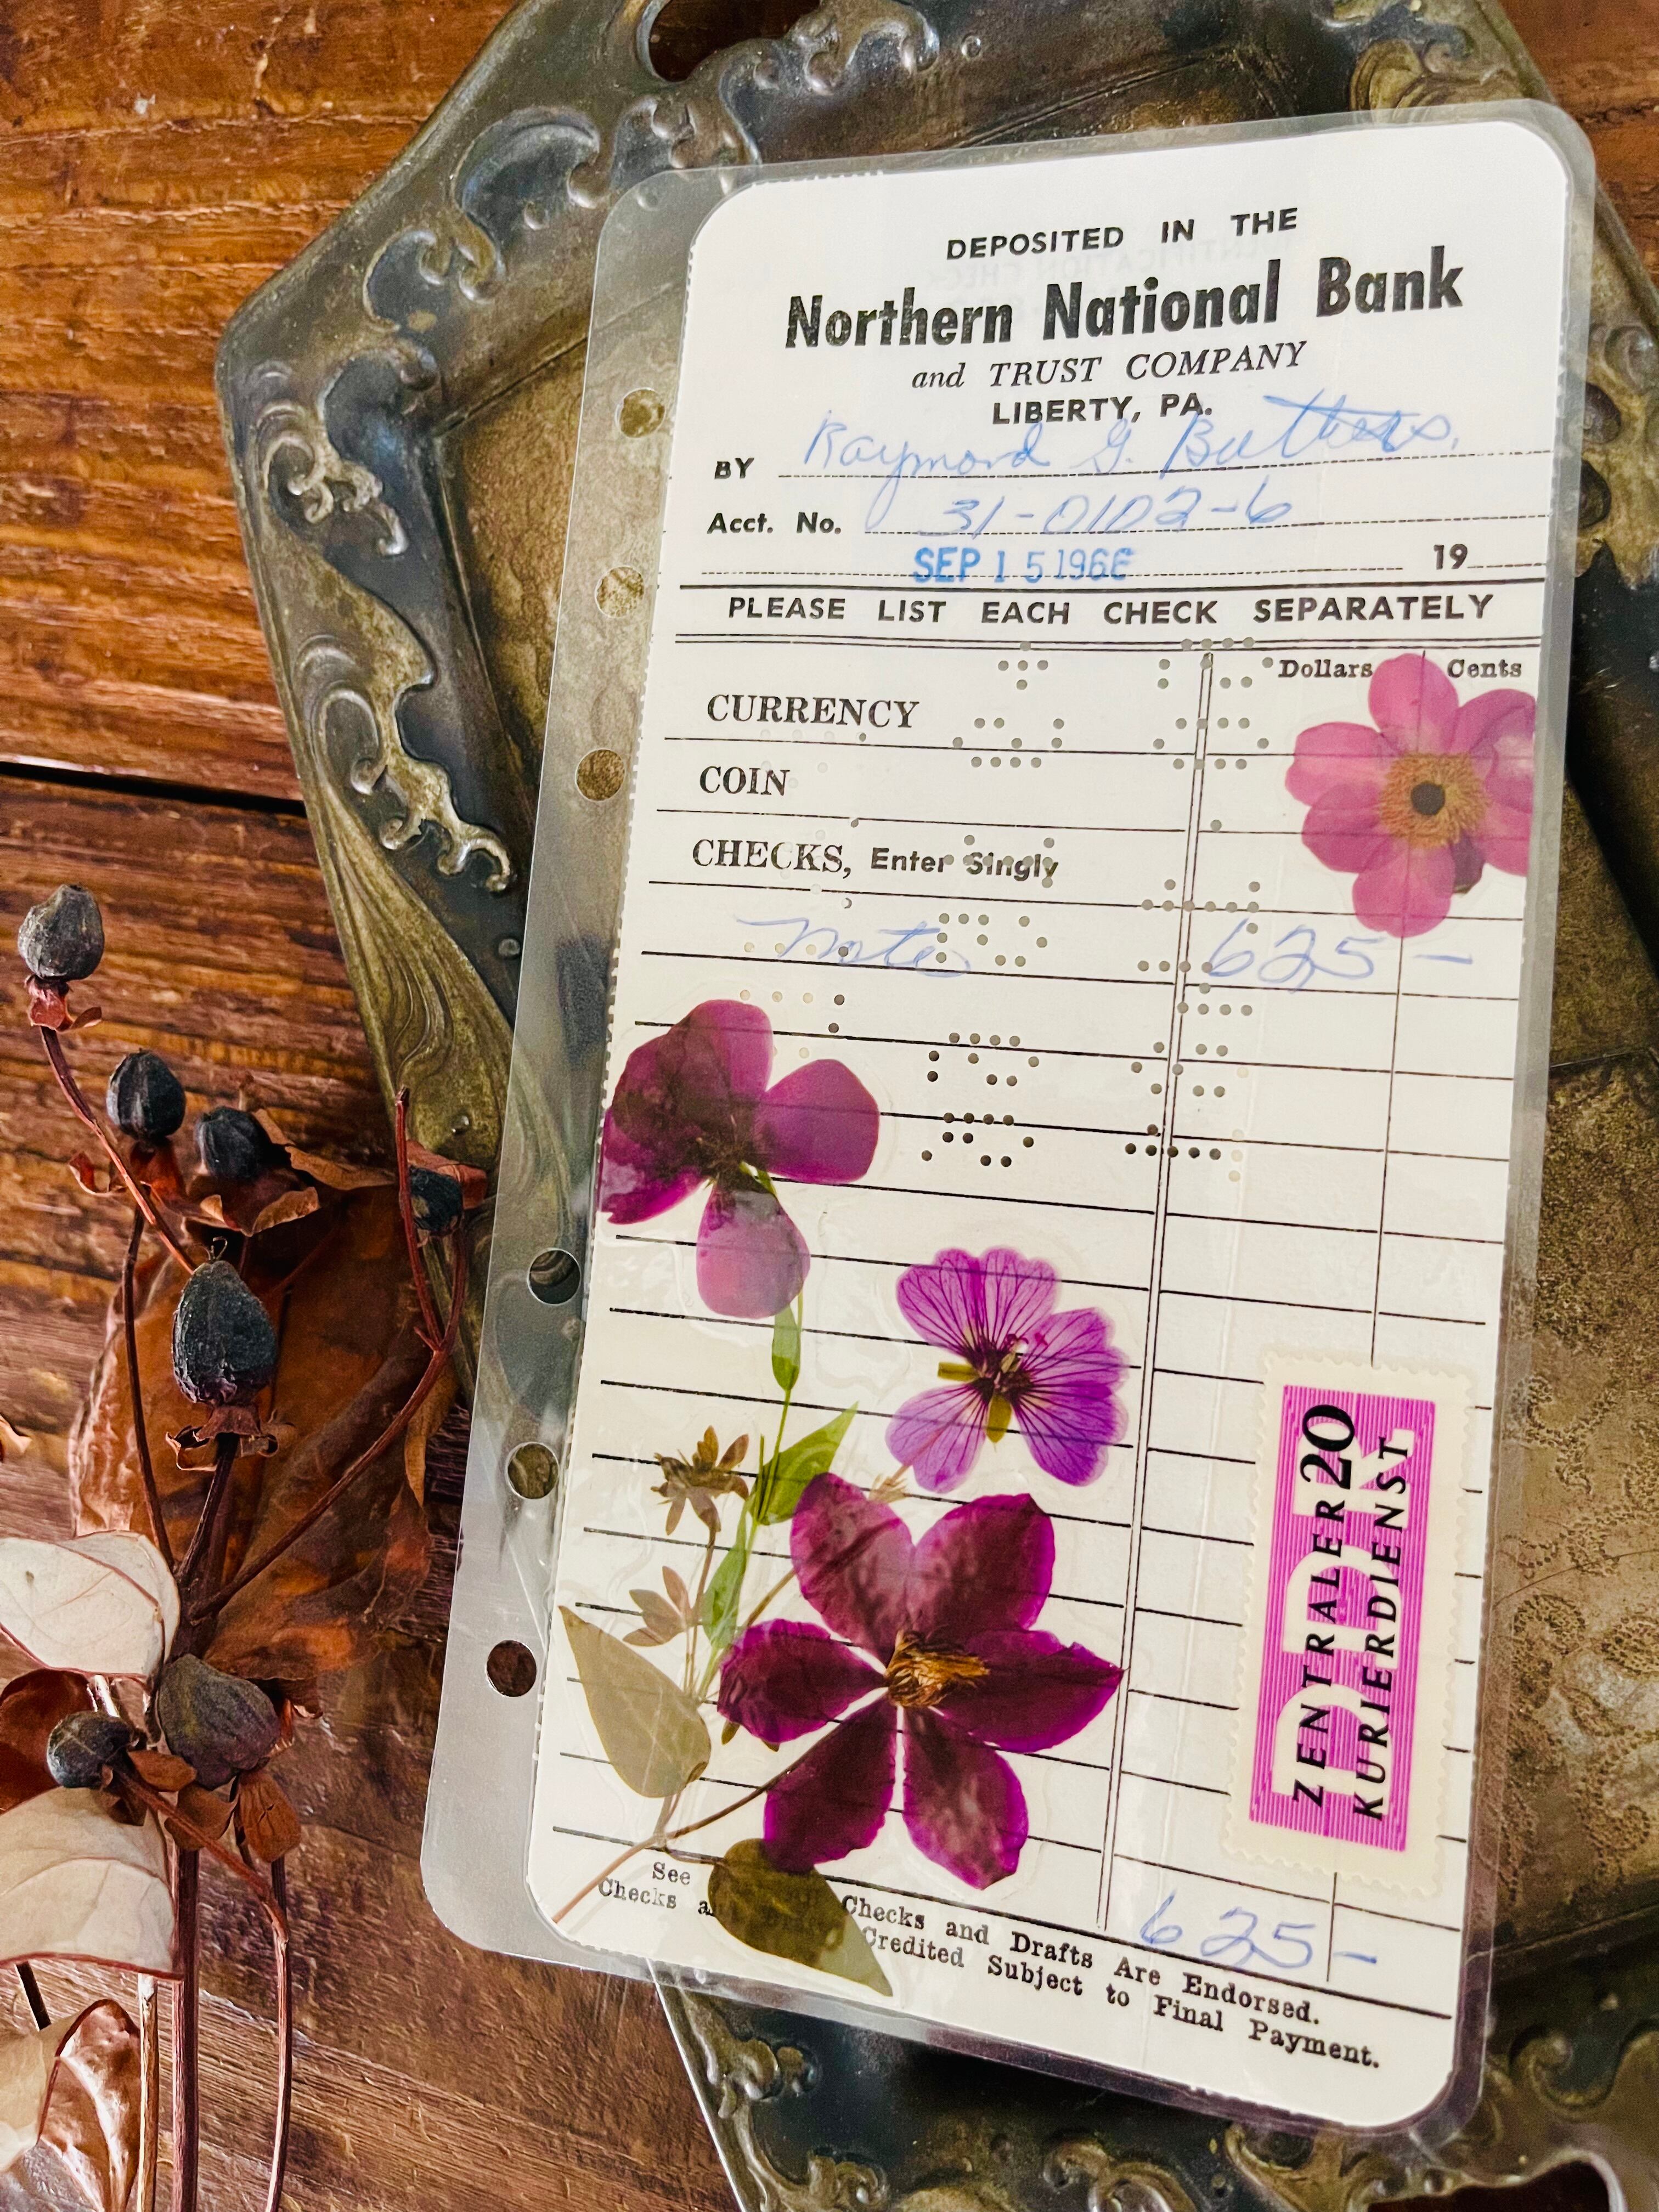 DEPOSITED IN THE
Northern National Bank
and TRUST COMPANY
LIBERTY, PA.
BY Raymond G. Butters.
Acct. No. 31-0102-6
SEP 15 1966 19
PLEASE LIST EACH CHECK SEPARATELY
Dollars Cents
CURRENCY
COIN
CHECKS, Enter Singly
Note 625-
DDR
ZENTRALER 20
KURIERDIENST
625-
See Checks and Drafts Are Endorsed.
Checks Credited Subject to Final Payment.